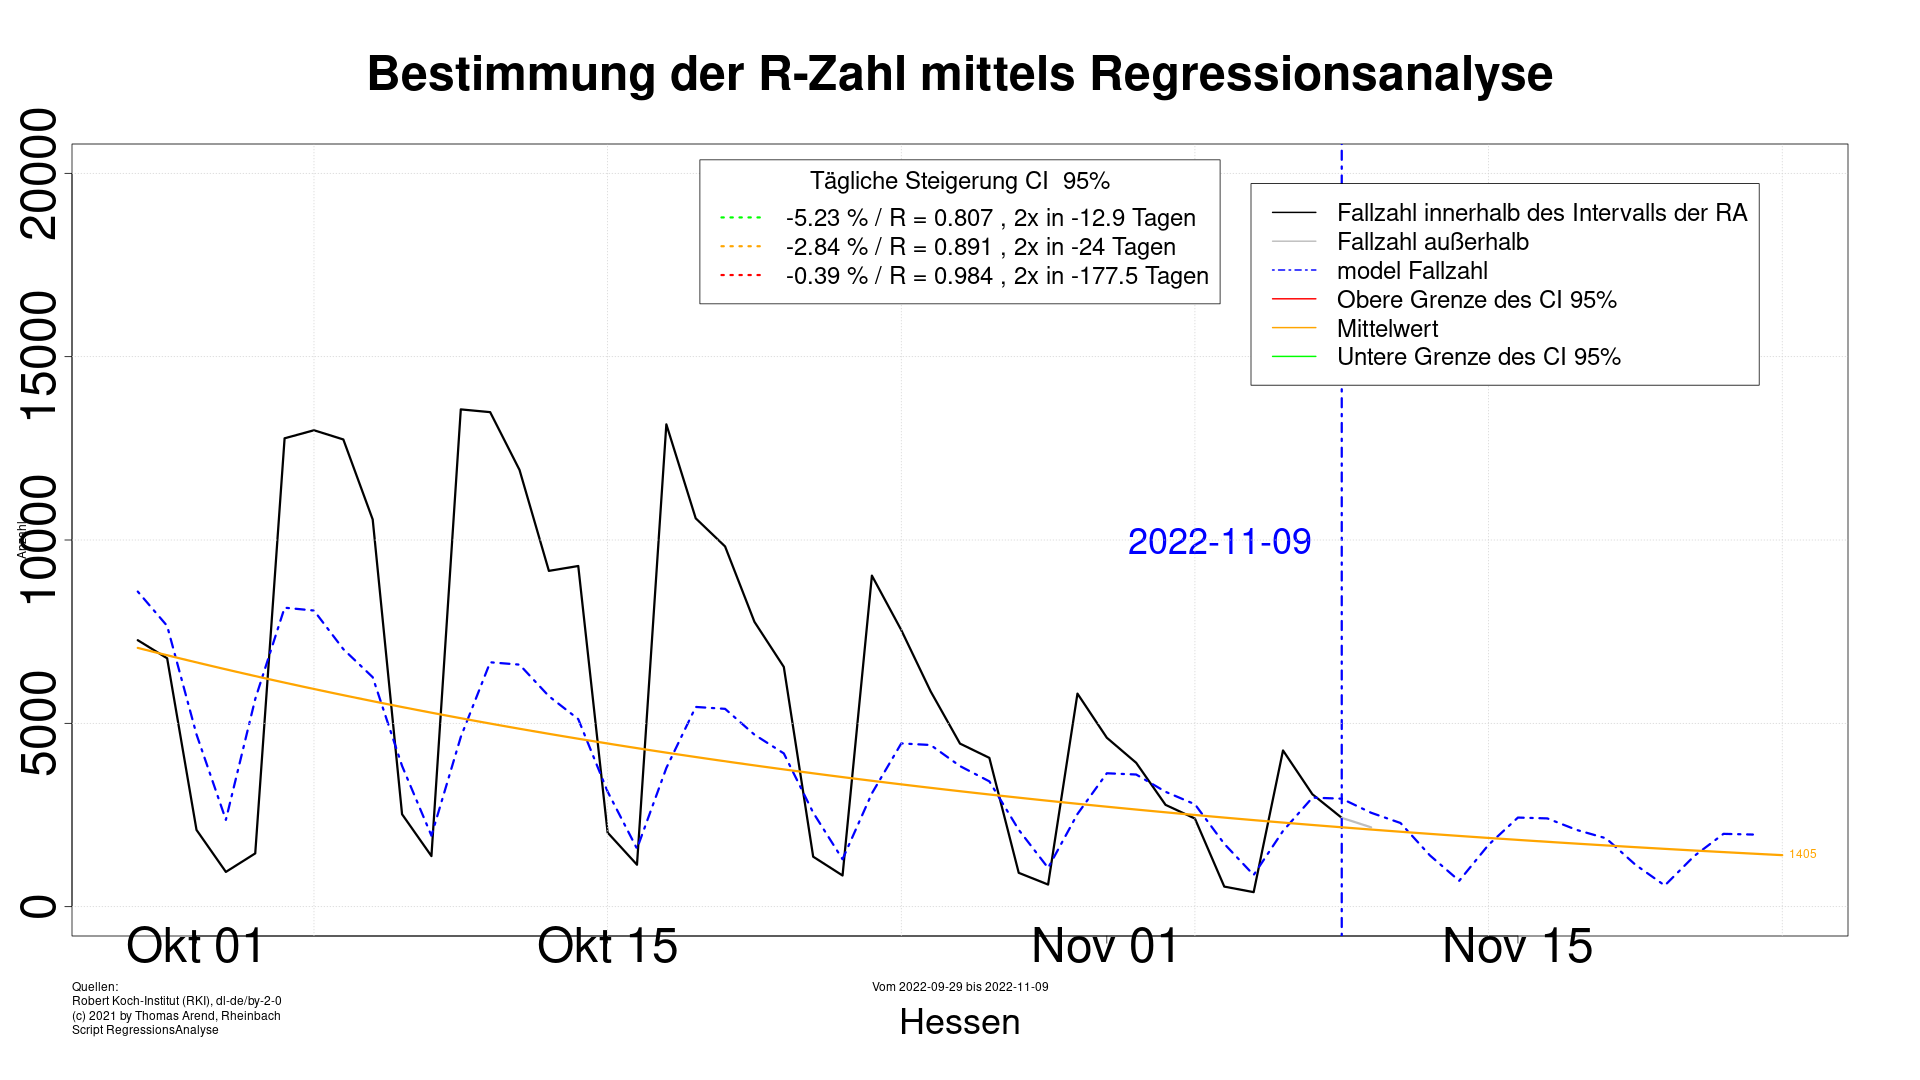 Bestimmung der R-Zahl mittels Regressionsanalyse
Anzahl
20000
15000
10000
5000
0
Tägliche Steigerung CI  95%
-5.23 % / R = 0.807 , 2x in -12.9 Tagen
-2.84 % / R = 0.891 , 2x in -24 Tagen
-0.39 % / R = 0.984 , 2x in -177.5 Tagen
Fallzahl innerhalb des Intervalls der RA
Fallzahl außerhalb
model Fallzahl
Obere Grenze des CI 95%
Mittelwert
Untere Grenze des CI 95%
2022-11-09
1405
Okt 01
Okt 15
Nov 01
Nov 15
Quellen:
Robert Koch-Institut (RKI), dl-de/by-2-0
(c) 2021 by Thomas Arend, Rheinbach
Script RegressionsAnalyse
Vom 2022-09-29 bis 2022-11-09
Hessen